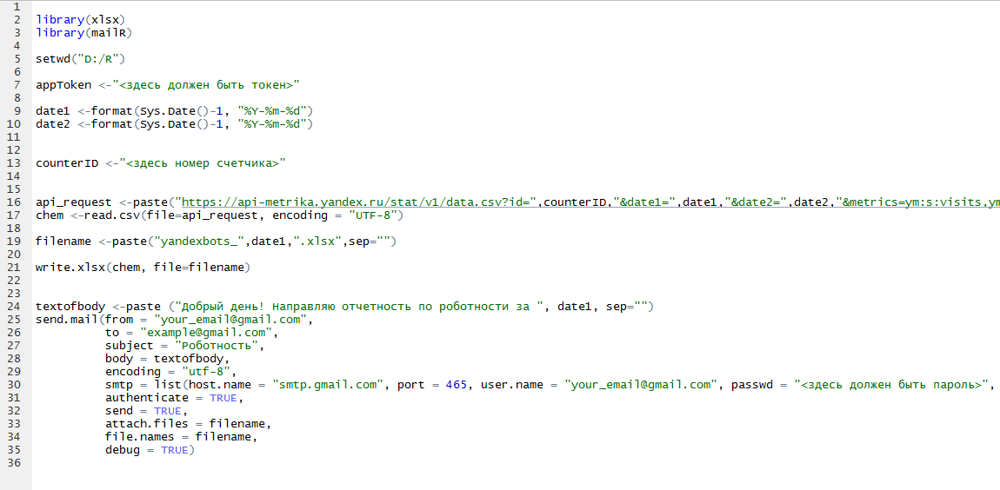 1
2 library(xlsx)
3 library(mailR)
4
5 setwd("D:/R")
6
7 appToken <-"<здесь должен быть токен>"
8
9 date1 <-format(Sys.Date()-1, "%Y-%m-%d")
10 date2 <-format(Sys.Date()-1, "%Y-%m-%d")
11
12
13 counterID <-"<здесь номер счетчика>"
14
15
16 api_request <-paste("https://api-metrika.yandex.ru/stat/v1/data.csv?id=",counterID,"&date1=",date1,"&date2=",date2,"&metrics=ym:s:visits,ym
17 chem <-read.csv(file=api_request, encoding = "UTF-8")
18
19 filename <-paste("yandexbots_",date1,".xlsx",sep="")
20
21 write.xlsx(chem, file=filename)
22
23
24 textofbody <-paste ("Добрый день! Направляю отчетность по роботности за ", date1, sep="")
25 send.mail(from = "your_email@gmail.com",
26 to = "example@gmail.com",
27 subject = "Роботность",
28 body = textofbody,
29 encoding = "utf-8",
30 smtp = list(host.name = "smtp.gmail.com", port = 465, user.name = "your_email@gmail.com", passwd = "<здесь должен быть пароль>",
31 authenticate = TRUE,
32 send = TRUE,
33 attach.files = filename,
34 file.names = filename,
35 debug = TRUE)
36